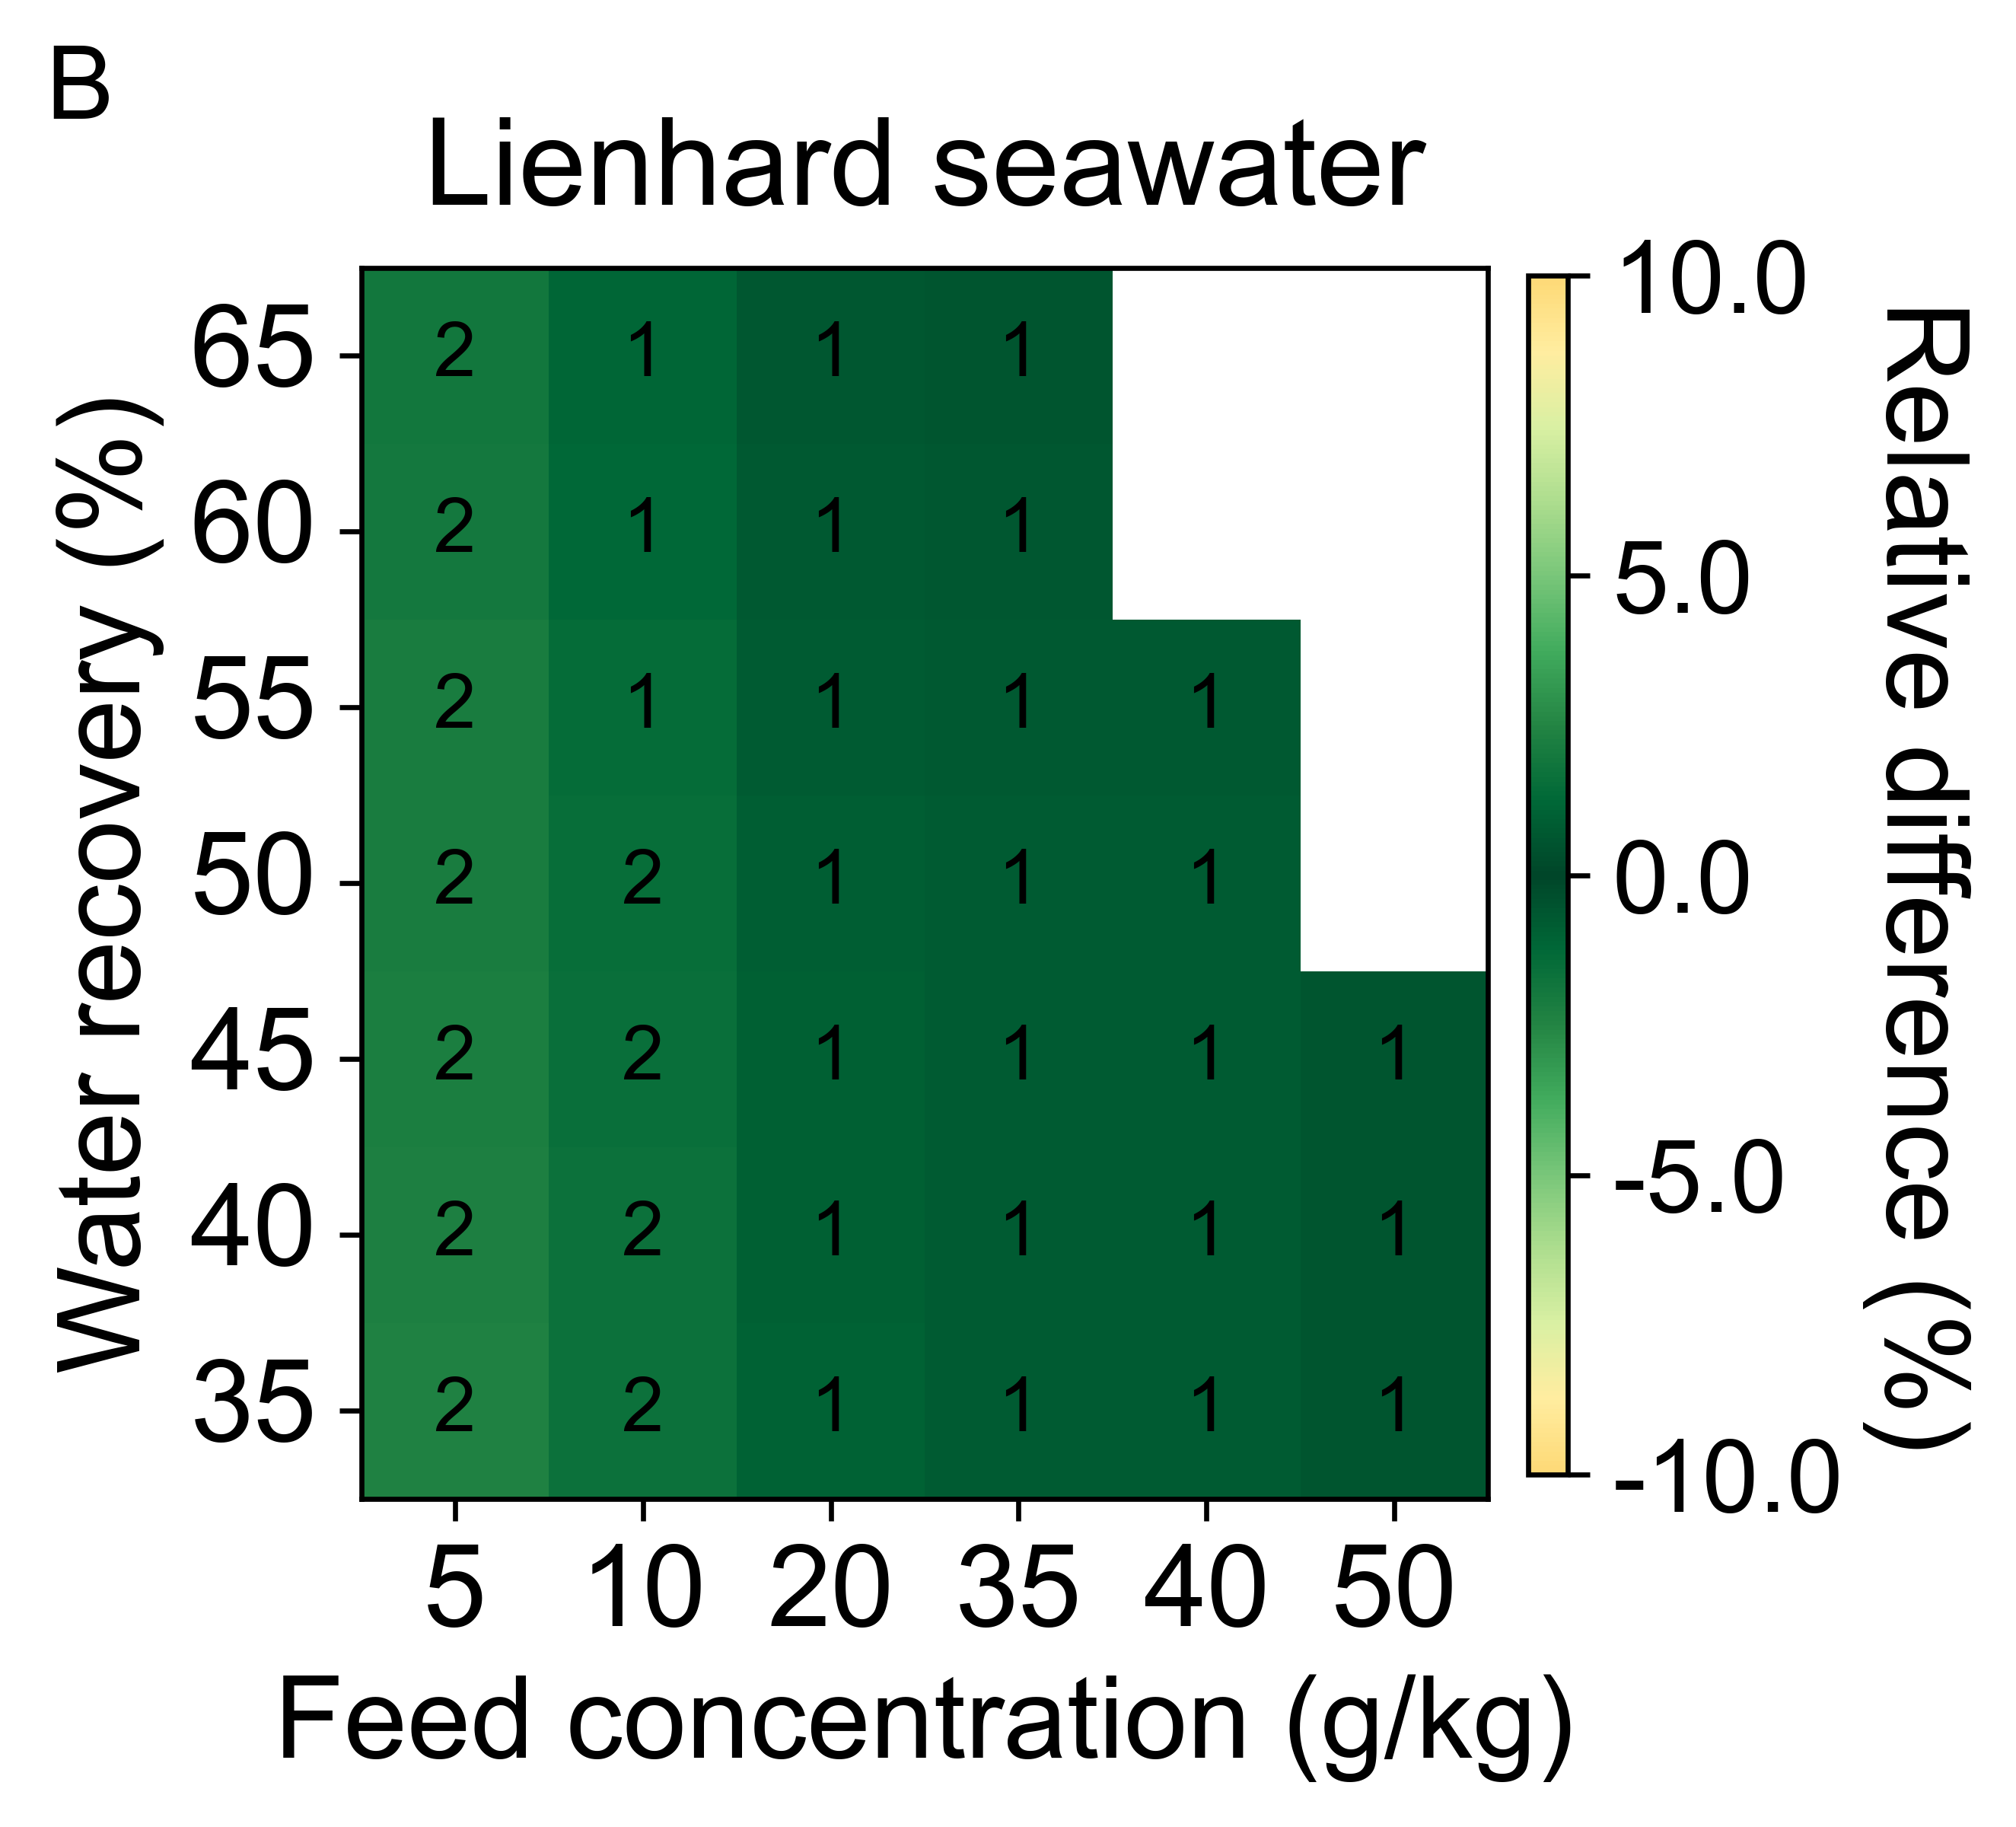 B
Lienhard seawater
Water recovery (%)
65 2 1 1 1
60 2 1 1 1
55 2 1 1 1 1
50 2 2 1 1 1
45 2 2 1 1 1 1
40 2 2 1 1 1 1
35 2 2 1 1 1 1
5 10 20 35 40 50
Feed concentration (g/kg)
10.0
5.0
0.0
-5.0
-10.0
Relative difference (%)